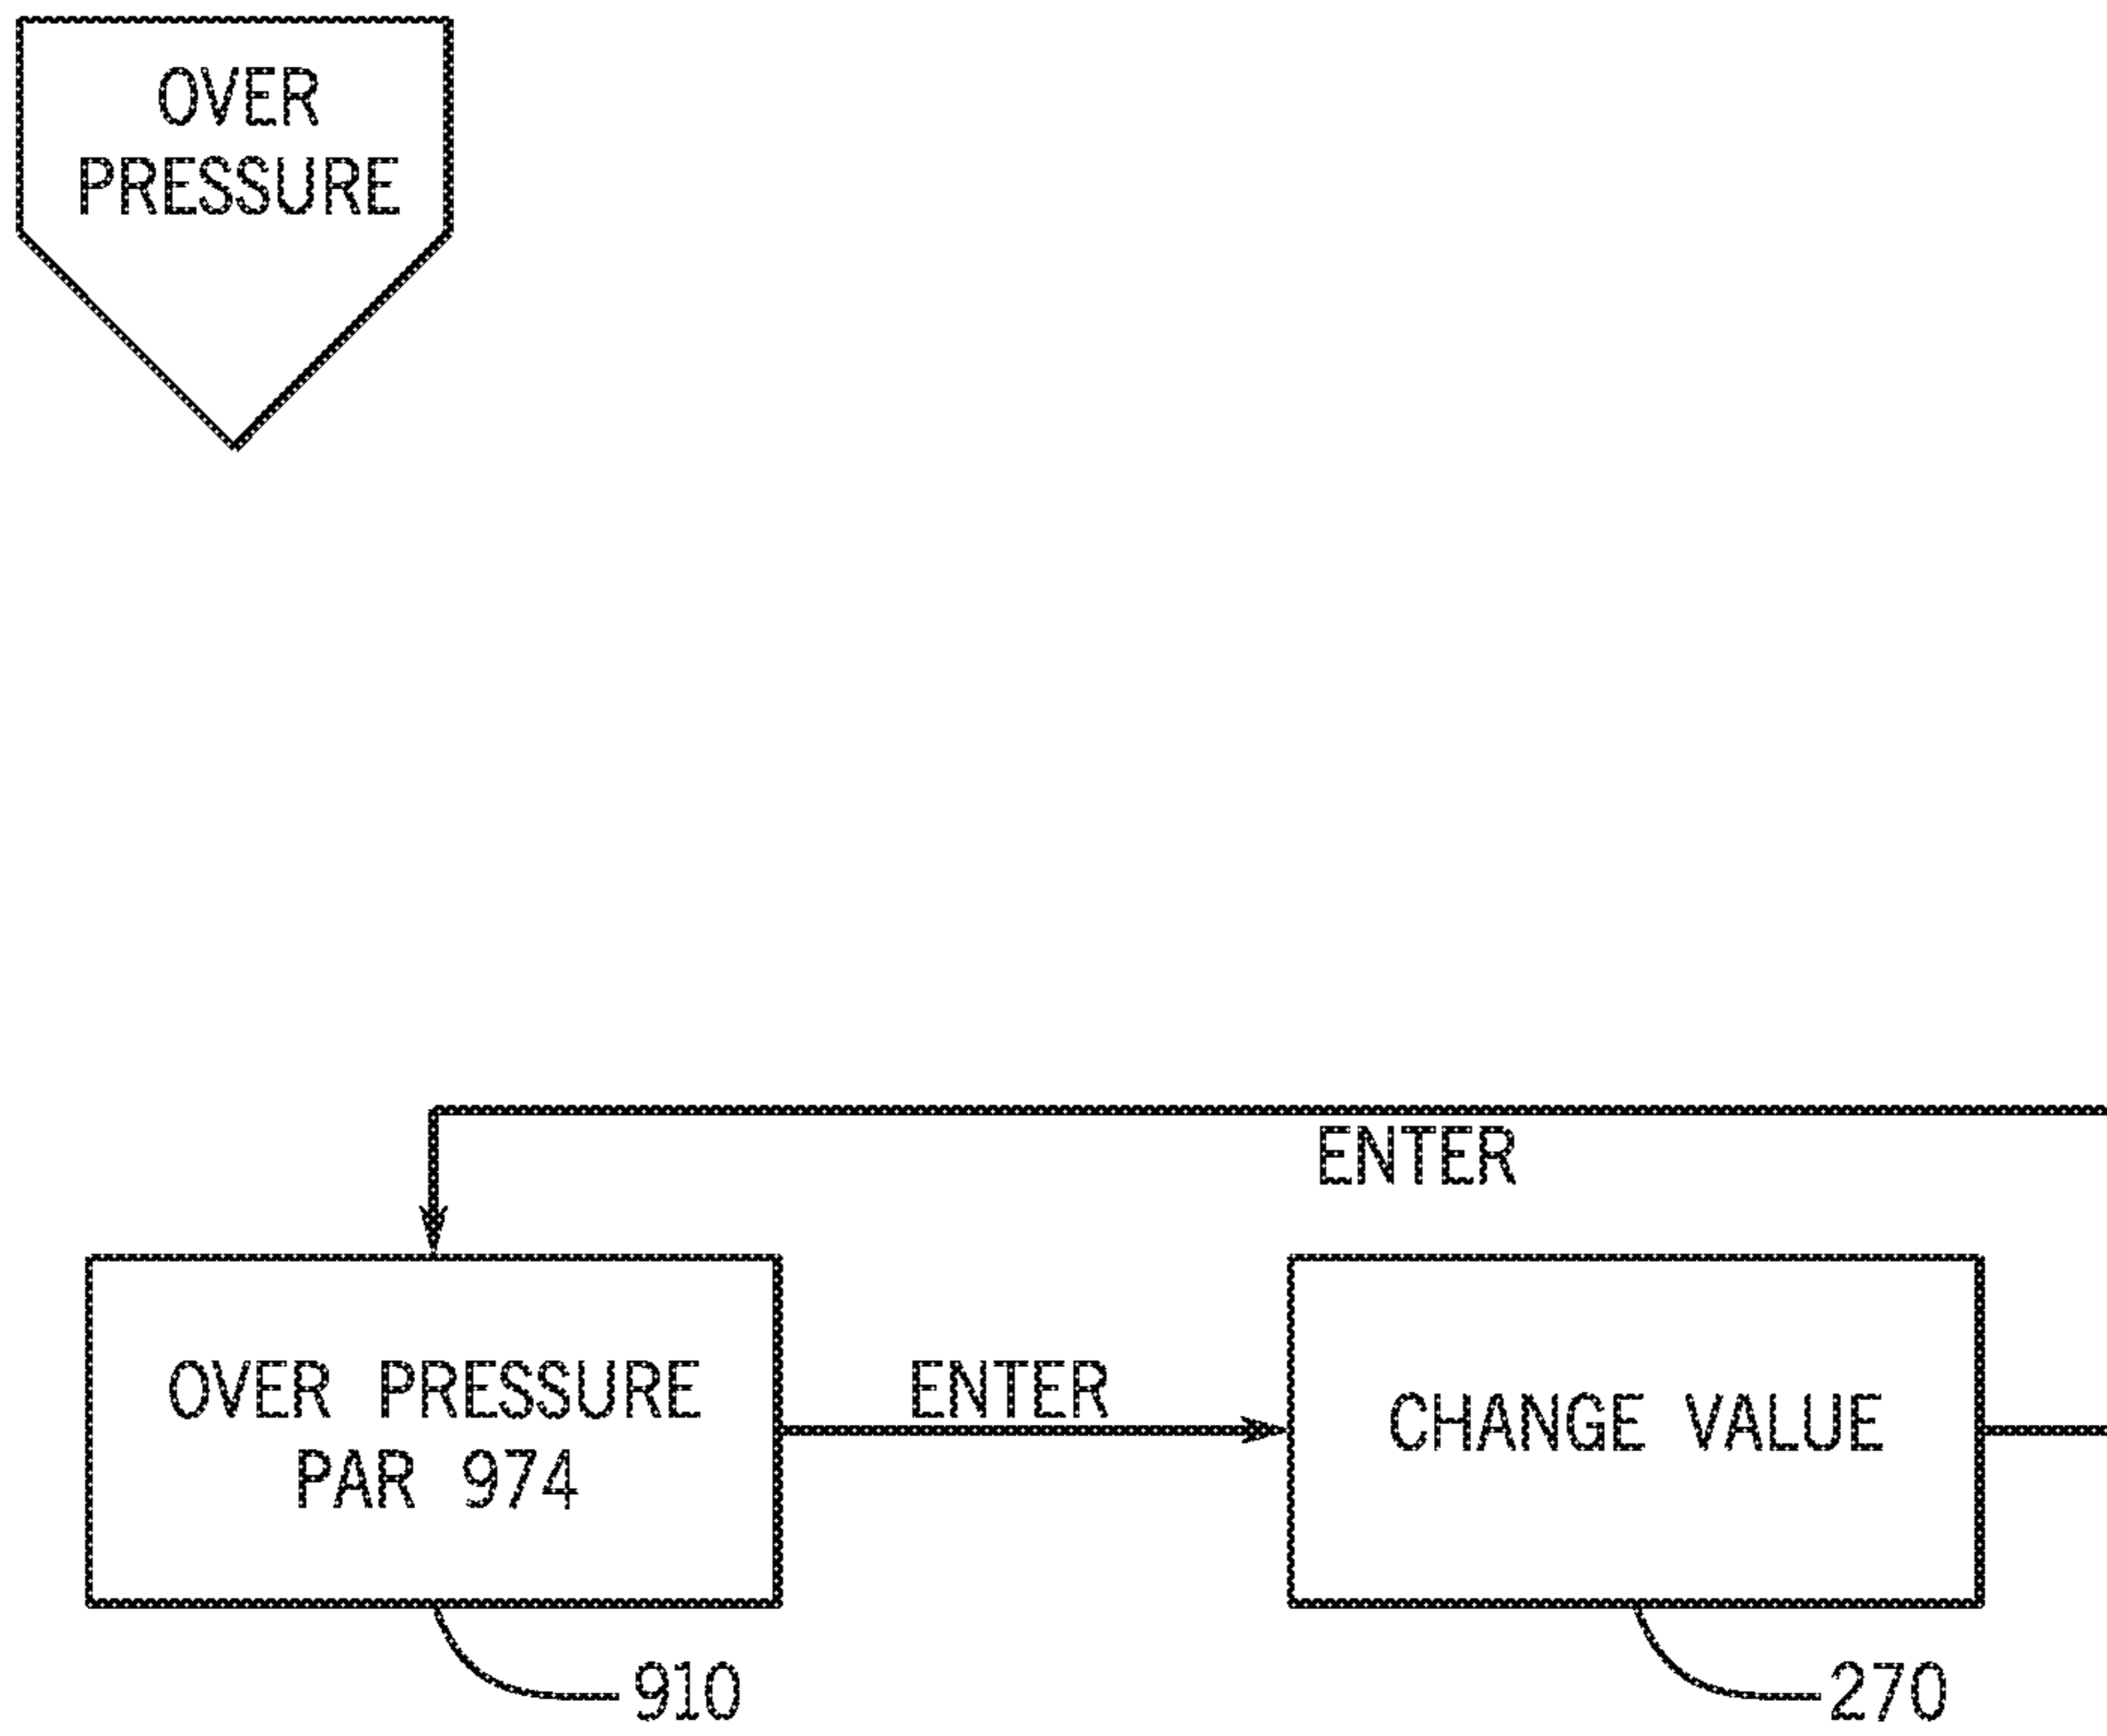 OVER
PRESSURE
ENTER
OVER PRESSURE
PAR 974
ENTER
CHANGE VALUE
910
270